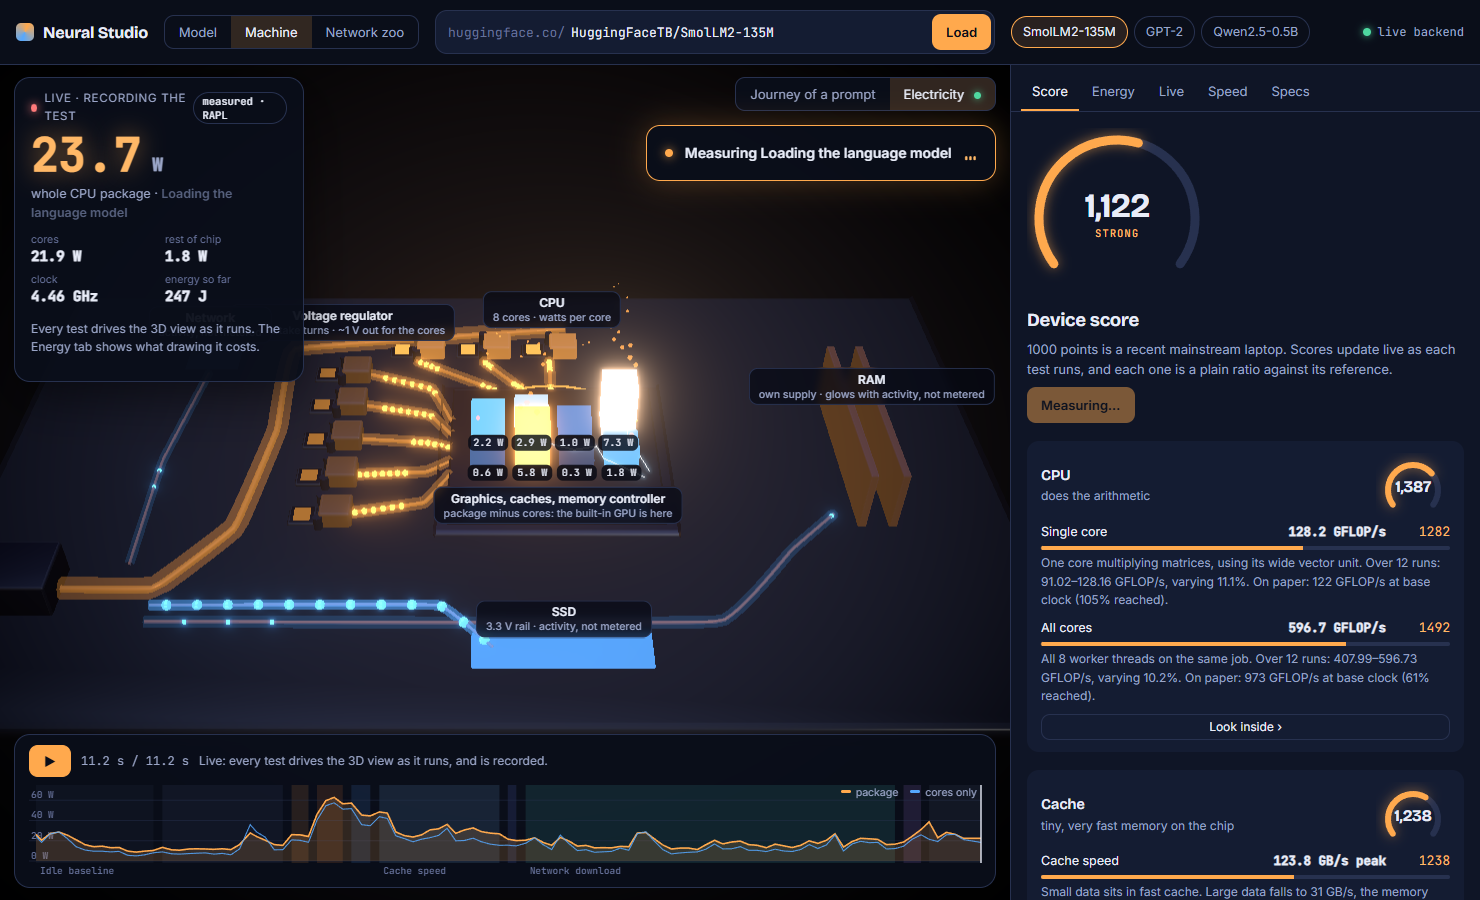 Neural Studio
Model
Machine
Network zoo
huggingface.co/ HuggingFaceTB/SmolLM2-135M
Load
SmolLM2-135M
GPT-2
Qwen2.5-0.5B
live backend
LIVE · RECORDING THE TEST
measured · RAPL
23.7 W
whole CPU package · Loading the
language model
cores
21.9 W
rest of chip
1.8 W
clock
4.46 GHz
energy so far
247 J
Every test drives the 3D view as it runs. The
Energy tab shows what drawing it costs.
Journey of a prompt
Electricity
Measuring Loading the language model ...
Network
Voltage regulator
turns · ~1 V out for the cores
CPU
8 cores · watts per core
RAM
own supply · glows with activity, not metered
2.2 W
2.9 W
1.0 W
7.3 W
0.6 W
5.8 W
0.3 W
1.8 W
Graphics, caches, memory controller
package minus cores: the built-in GPU is here
SSD
3.3 V rail · activity, not metered
11.2 s / 11.2 s
Live: every test drives the 3D view as it runs, and is recorded.
package
cores only
60 W
40 W
20 W
0 W
Idle baseline
Cache speed
Network download
Score
Energy
Live
Speed
Specs
1,122
STRONG
Device score
1000 points is a recent mainstream laptop. Scores update live as each
test runs, and each one is a plain ratio against its reference.
Measuring...
CPU
does the arithmetic
1,387
Single core
128.2 GFLOP/s
1282
One core multiplying matrices, using its wide vector unit. Over 12 runs:
91.02–128.16 GFLOP/s, varying 11.1%. On paper: 122 GFLOP/s at base
clock (105% reached).
All cores
596.7 GFLOP/s
1492
All 8 worker threads on the same job. Over 12 runs: 407.99–596.73
GFLOP/s, varying 10.2%. On paper: 973 GFLOP/s at base clock (61%
reached).
Look inside ›
Cache
tiny, very fast memory on the chip
1,238
Cache speed
123.8 GB/s peak
1238
Small data sits in fast cache. Large data falls to 31 GB/s, the memory